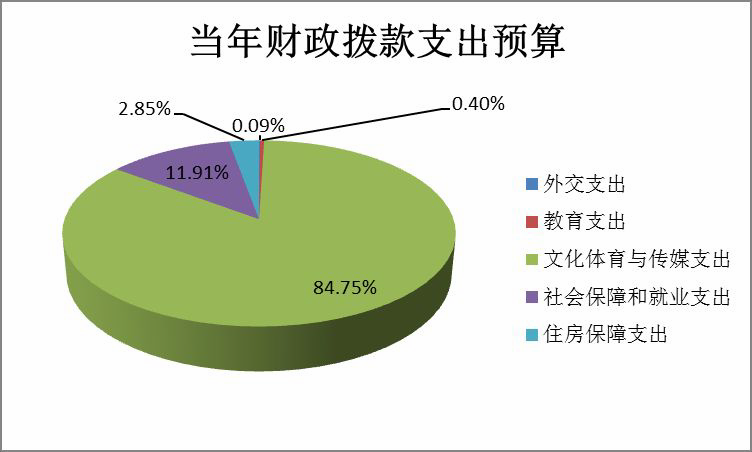 当年财政拨款支出预算
2.85%
0.09%
0.40%
11.91%
84.75%
外交支出
教育支出
文化体育与传媒支出
社会保障和就业支出
住房保障支出